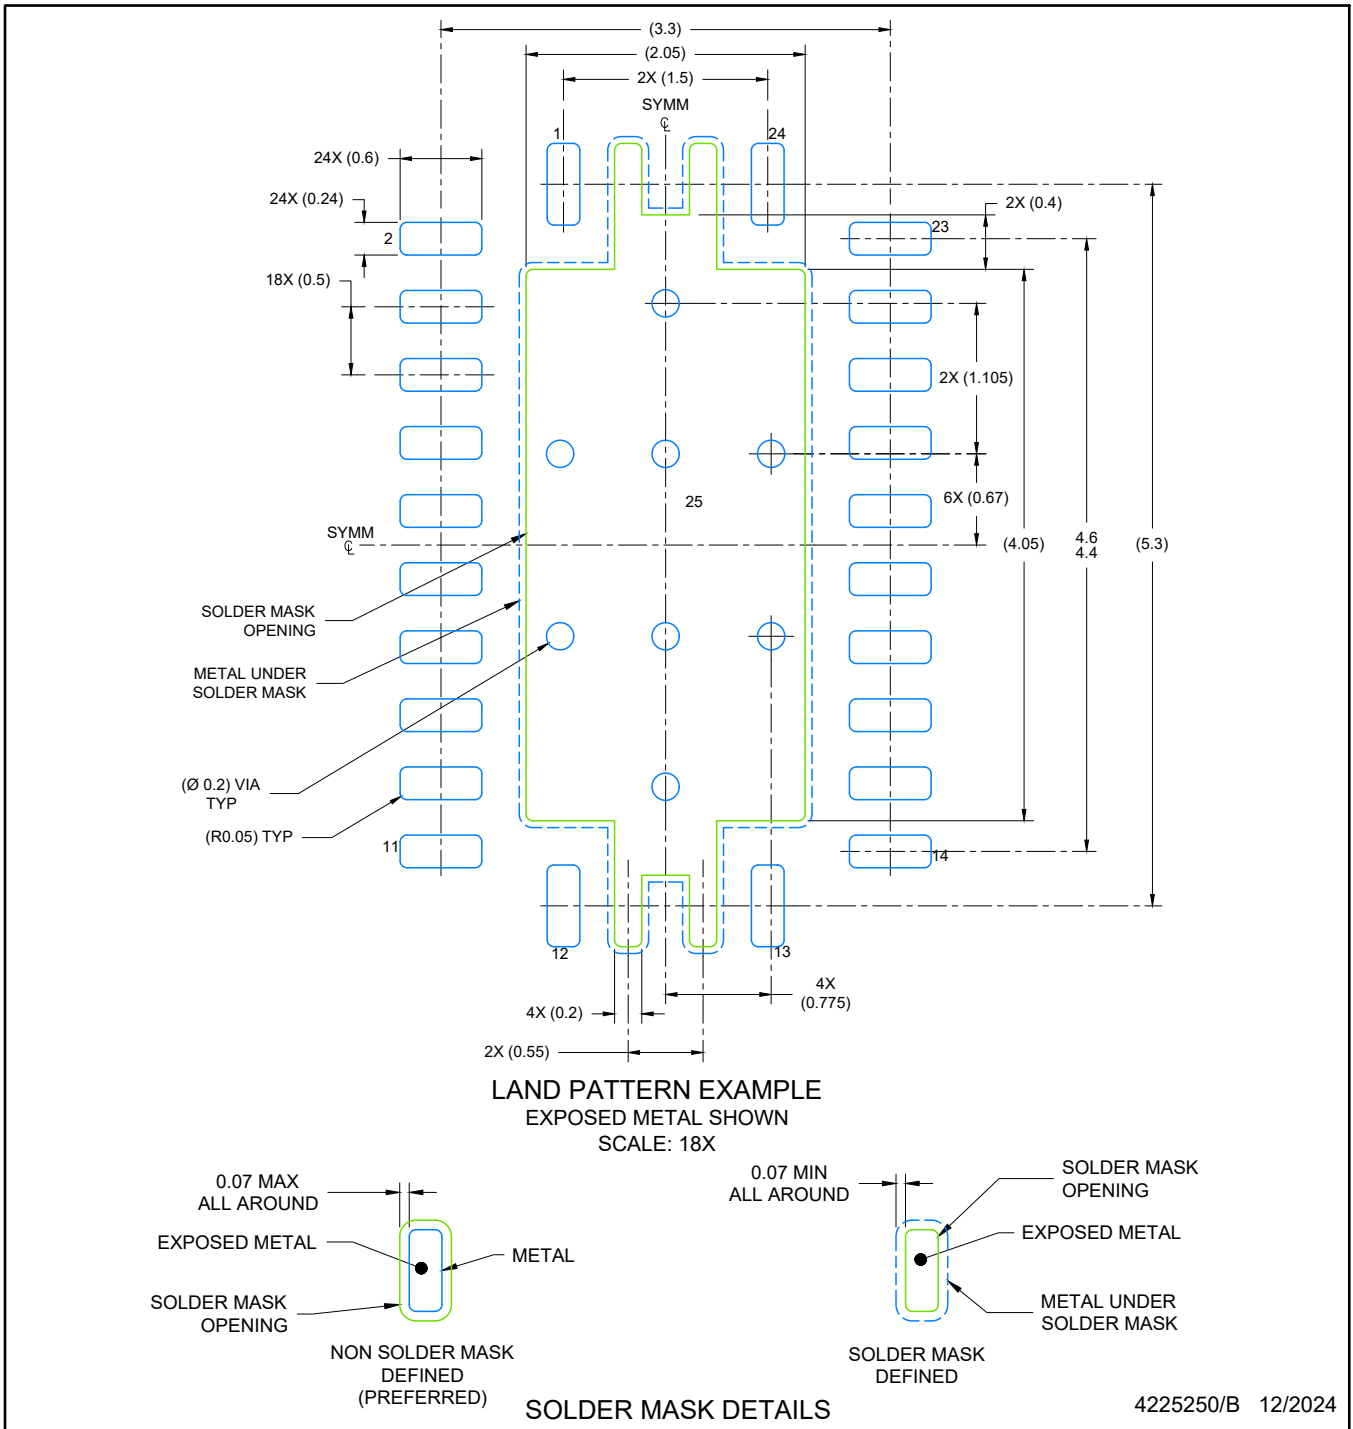 (3.3)
(2.05)
2X (1.5)
SYMM
℄
1
24
24X (0.6)
24X (0.24)
2X (0.4)
2
23
18X (0.5)
2X (1.105)
25
6X (0.67)
SYMM
℄
(4.05)
4.6
4.4
(5.3)
SOLDER MASK
OPENING
METAL UNDER
SOLDER MASK
(Ø 0.2) VIA
TYP
(R0.05) TYP
11
14
12
13
4X (0.2)
4X
(0.775)
2X (0.55)
LAND PATTERN EXAMPLE
EXPOSED METAL SHOWN
SCALE: 18X
0.07 MAX
ALL AROUND
EXPOSED METAL
METAL
SOLDER MASK
OPENING
NON SOLDER MASK
DEFINED
(PREFERRED)
0.07 MIN
ALL AROUND
SOLDER MASK
OPENING
EXPOSED METAL
METAL UNDER
SOLDER MASK
SOLDER MASK
DEFINED
SOLDER MASK DETAILS
4225250/B 12/2024